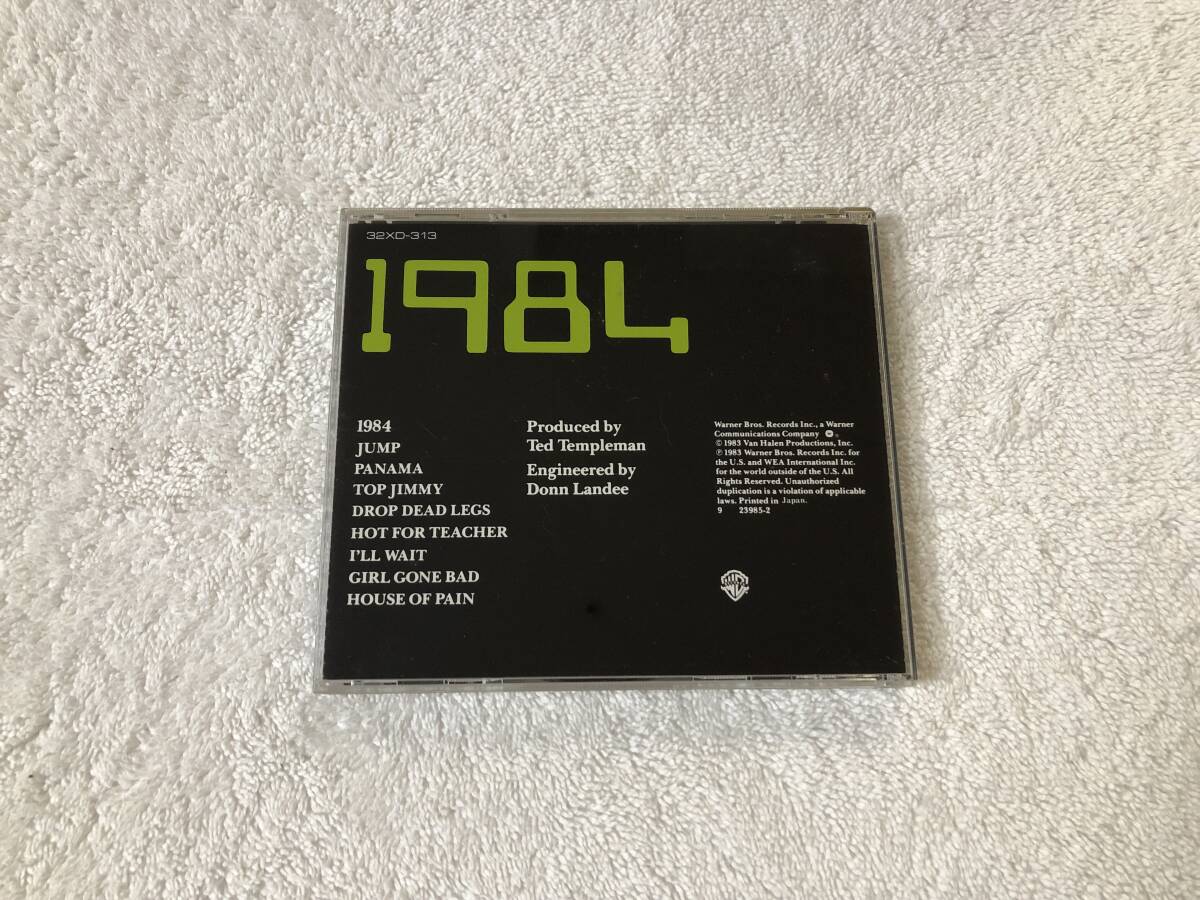 32XD-313
1984
1984
JUMP
PANAMA
TOP JIMMY
DROP DEAD LEGS
HOT FOR TEACHER
I'LL WAIT
GIRL GONE BAD
HOUSE OF PAIN
Produced by
Ted Templeman
Engineered by
Donn Landee
Warner Bros. Records Inc., a Warner
Communications Company
© 1983 Van Halen Productions, Inc.
℗ 1983 Warner Bros. Records Inc. for
the U.S. and WEA International Inc.
for the world outside of the U.S. All
Rights Reserved. Unauthorized
duplication is a violation of applicable
laws. Printed in Japan.
9 23985-2